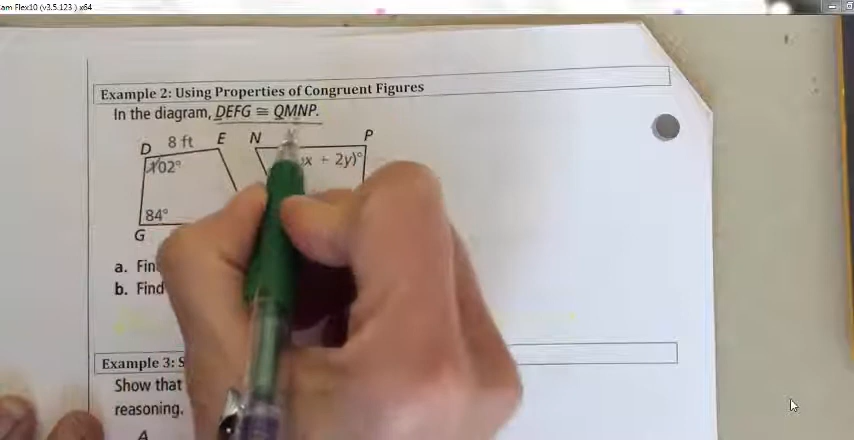 am Flex10 (v3.5.123 ) x64
Example 2: Using Properties of Congruent Figures
In the diagram, DEFG ≅ QMNP.
D 8 ft E N P
102° x + 2y)°
84°
G
a.
b. Find
Example 3:
Show that
reasoning.
A